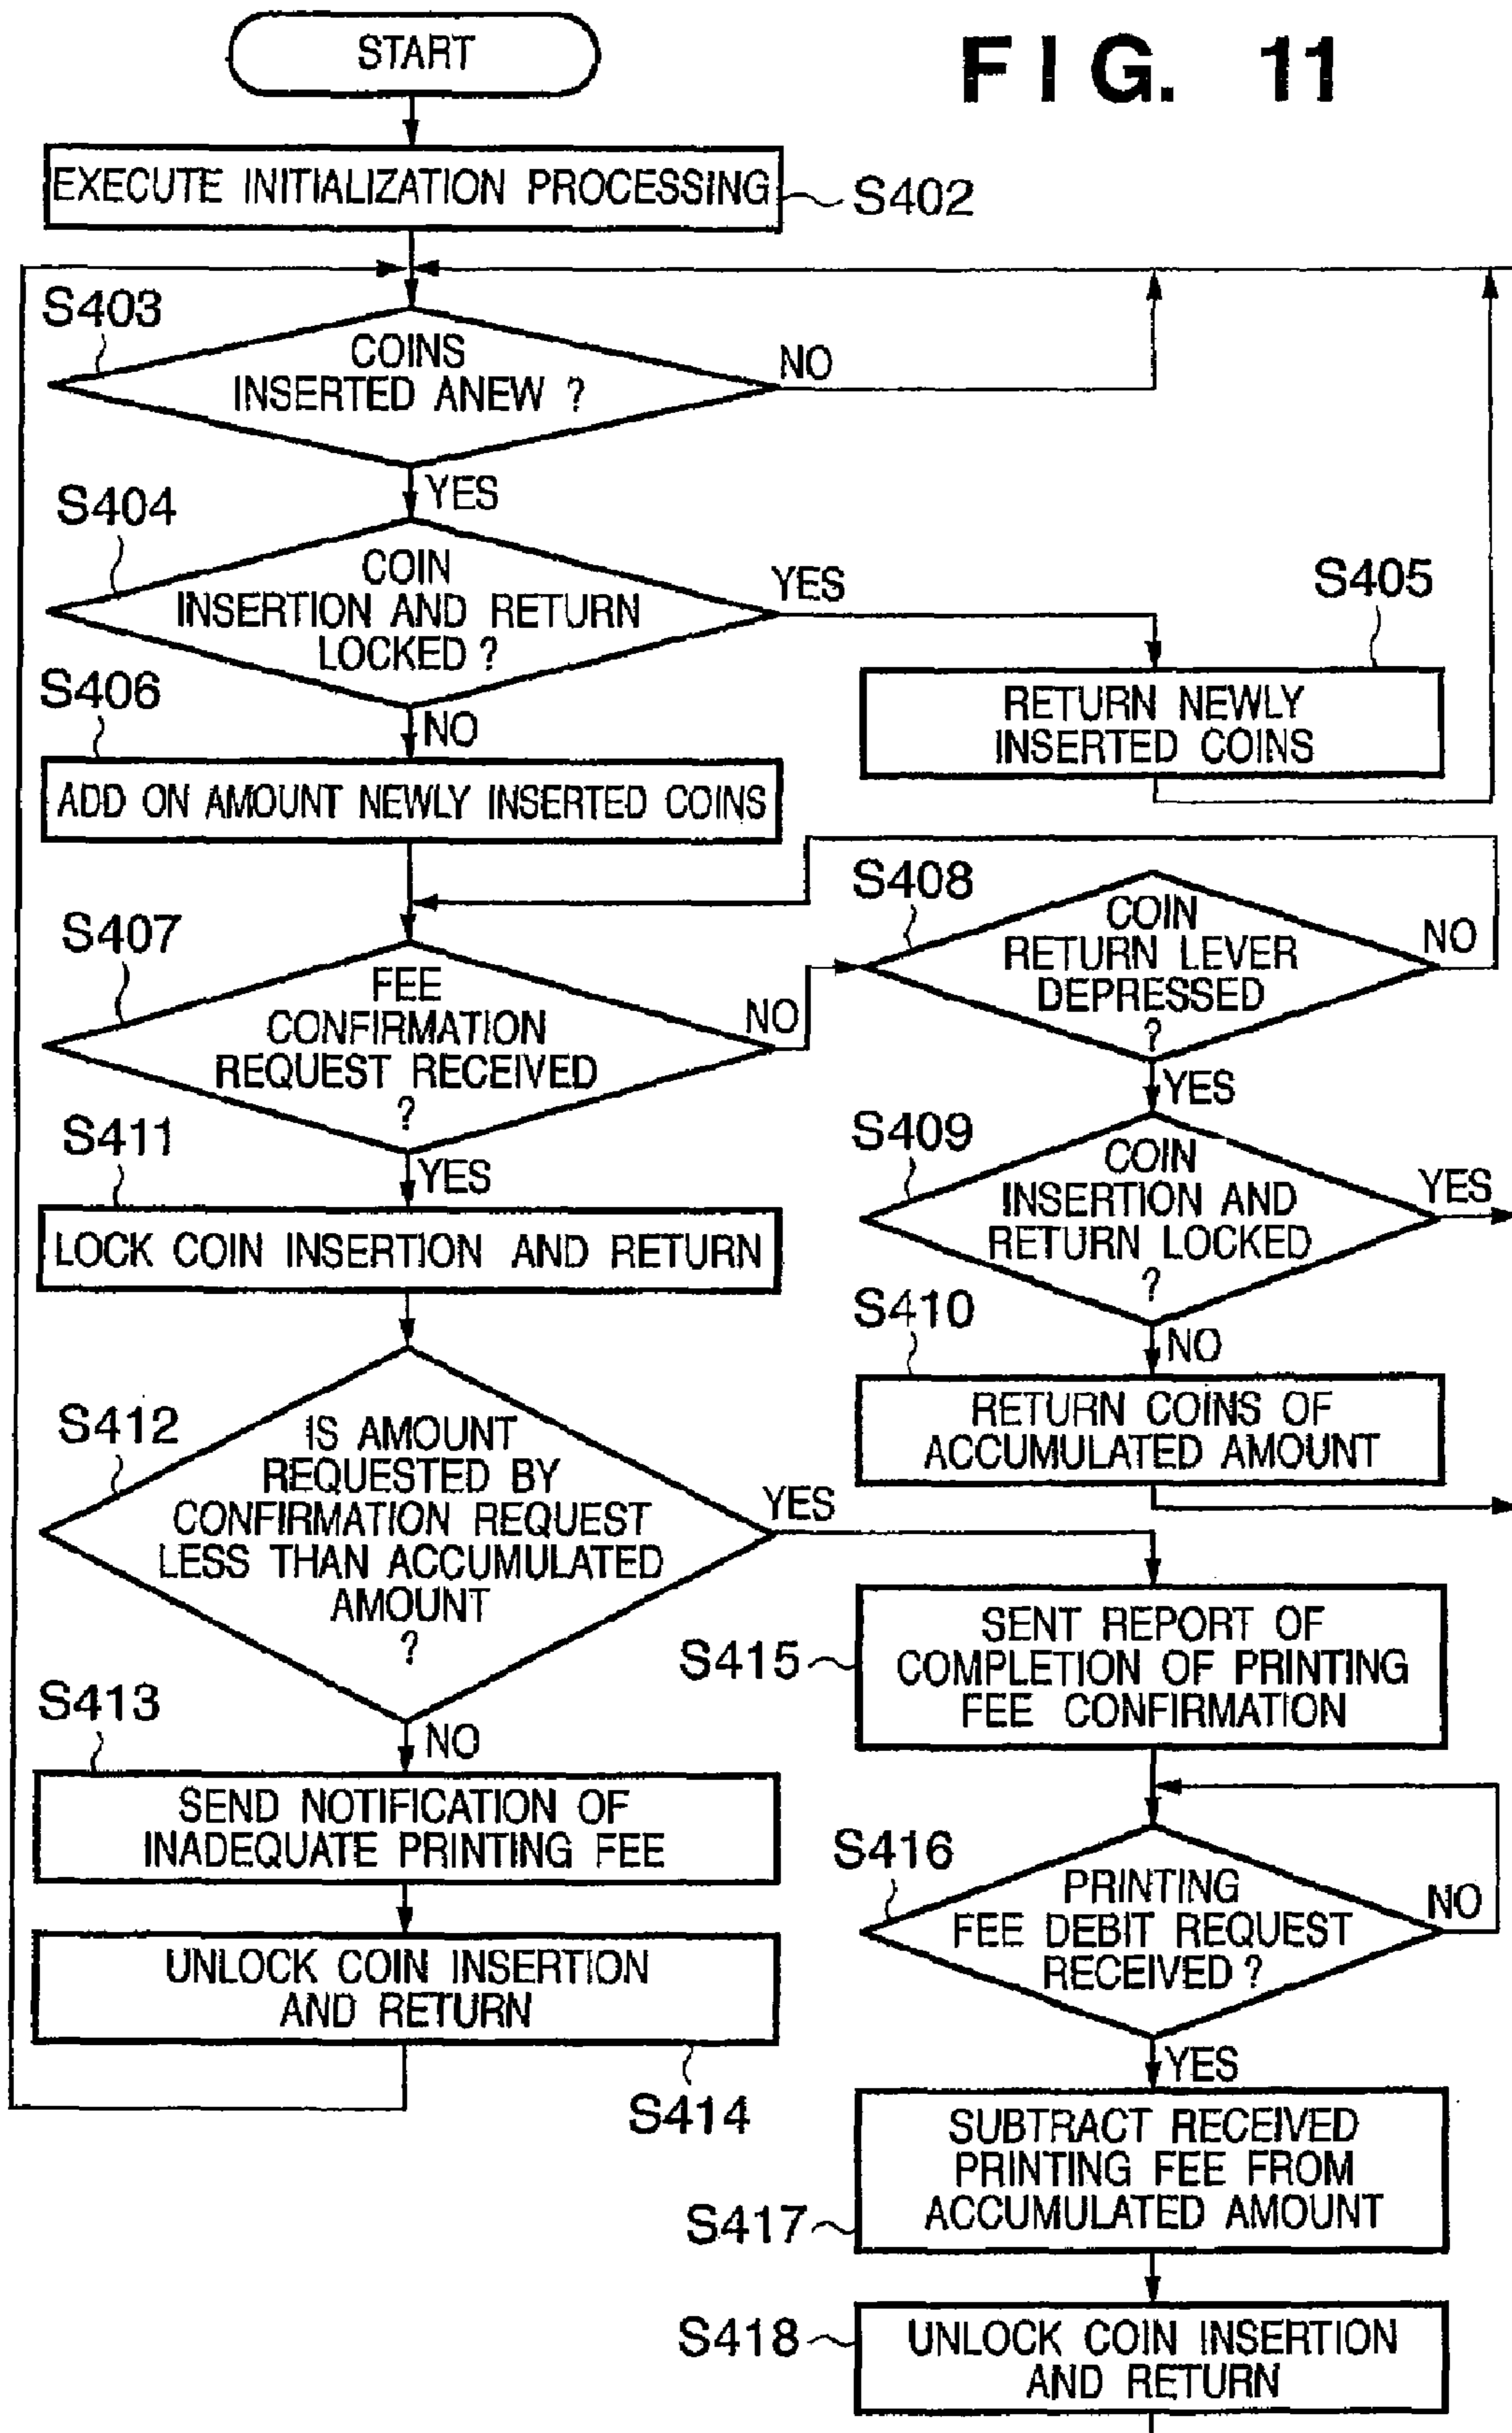 FIG. 11
START
EXECUTE INITIALIZATION PROCESSING
S402
S403
COINS
INSERTED ANEW ?
NO
YES
S404
COIN
INSERTION AND RETURN
LOCKED ?
YES
S405
RETURN NEWLY
INSERTED COINS
NO
S406
ADD ON AMOUNT NEWLY INSERTED COINS
S407
FEE
CONFIRMATION
REQUEST RECEIVED
?
NO
S408
COIN
RETURN LEVER
DEPRESSED
?
NO
YES
S409
COIN
INSERTION AND
RETURN LOCKED
?
YES
NO
S410
RETURN COINS OF
ACCUMULATED AMOUNT
YES
S411
LOCK COIN INSERTION AND RETURN
S412
IS AMOUNT
REQUESTED BY
CONFIRMATION REQUEST
LESS THAN ACCUMULATED
AMOUNT
?
YES
NO
S413
SEND NOTIFICATION OF
INADEQUATE PRINTING FEE
UNLOCK COIN INSERTION
AND RETURN
S414
S415
SENT REPORT OF
COMPLETION OF PRINTING
FEE CONFIRMATION
S416
PRINTING
FEE DEBIT REQUEST
RECEIVED ?
NO
YES
SUBTRACT RECEIVED
PRINTING FEE FROM
ACCUMULATED AMOUNT
S417
S418
UNLOCK COIN INSERTION
AND RETURN